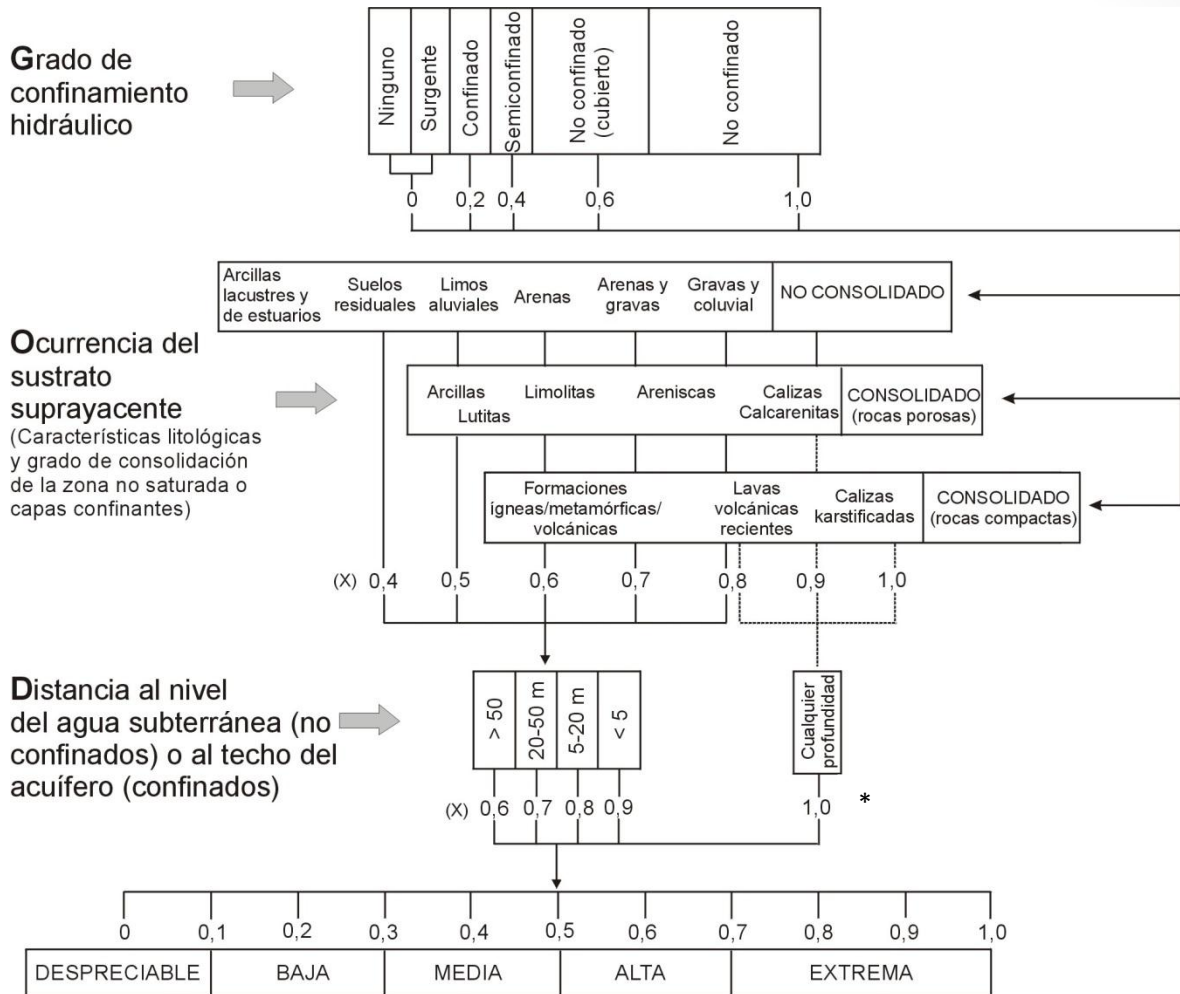 Grado de
confinamiento
hidráulico
Ninguno
Surgente
Confinado
Semiconfinado
No confinado
(cubierto)
No confinado
0 0,2 0,4 0,6 1,0
Ocurrencia del
sustrato
suprayacente
(Características litológicas
y grado de consolidación
de la zona no saturada o
capas confinantes)
Arcillas
lacustres y
de estuarios
Suelos
residuales
Limos
aluviales
Arenas
Arenas y
gravas
Gravas y
coluvial
NO CONSOLIDADO
Arcillas
Lutitas
Limolitas
Areniscas
Calizas
Calcarenitas
CONSOLIDADO
(rocas porosas)
Formaciones
ígneas/metamórficas/
volcánicas
Lavas
volcánicas
recientes
Calizas
karstificadas
CONSOLIDADO
(rocas compactas)
(X) 0,4 0,5 0,6 0,7 0,8 0,9 1,0
Distancia al nivel
del agua subterránea (no
confinados) o al techo del
acuífero (confinados)
> 50
20-50 m
5-20 m
< 5
Cualquier
profundidad
(X) 0,6 0,7 0,8 0,9 1,0 *
0 0,1 0,2 0,3 0,4 0,5 0,6 0,7 0,8 0,9 1,0
DESPRECIABLE BAJA MEDIA ALTA EXTREMA